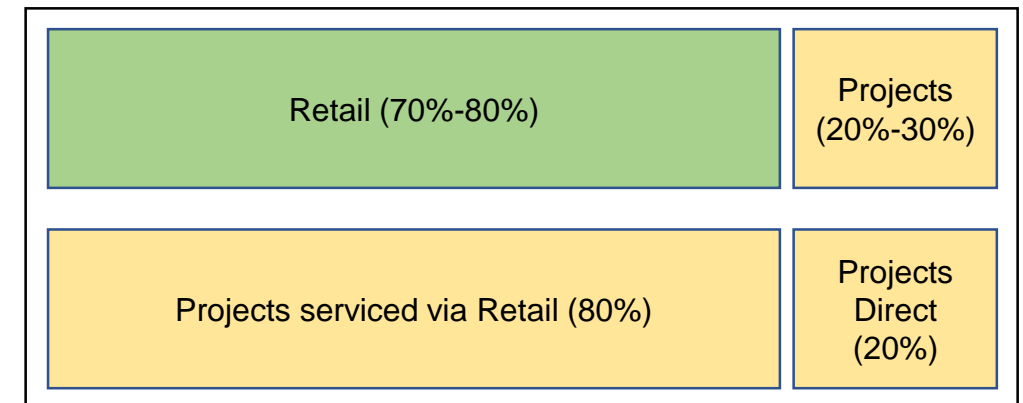 Retail (70%-80%)
Projects
(20%-30%)
Projects serviced via Retail (80%)
Projects
Direct
(20%)